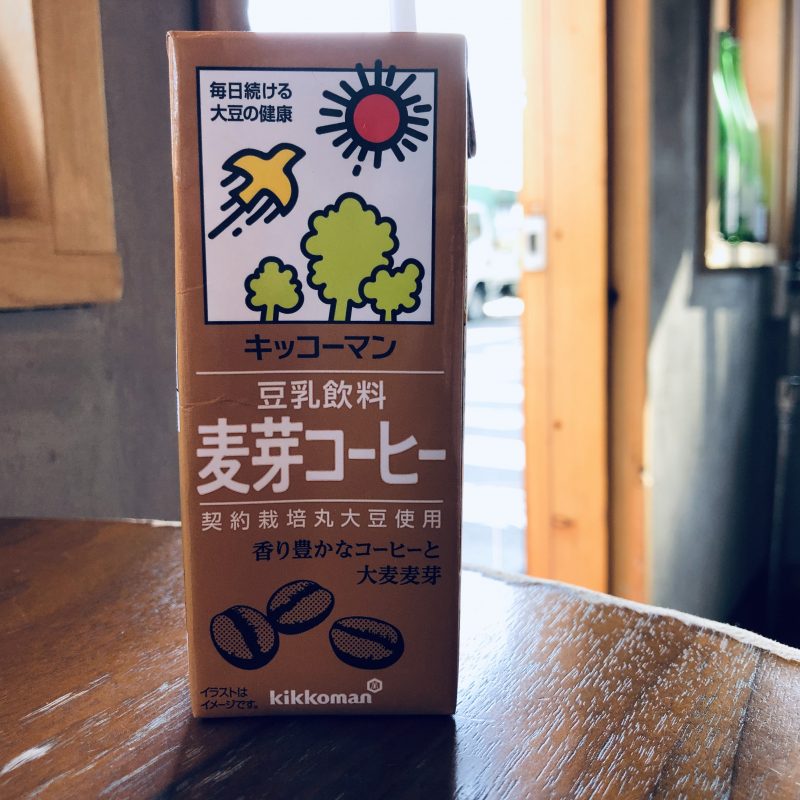 毎日続ける
大豆の健康
キッコーマン
豆乳飲料
麦芽コーヒー
契約栽培丸大豆使用
香り豊かなコーヒーと
大麦麦芽
イラストは
イメージです。
kikkoman